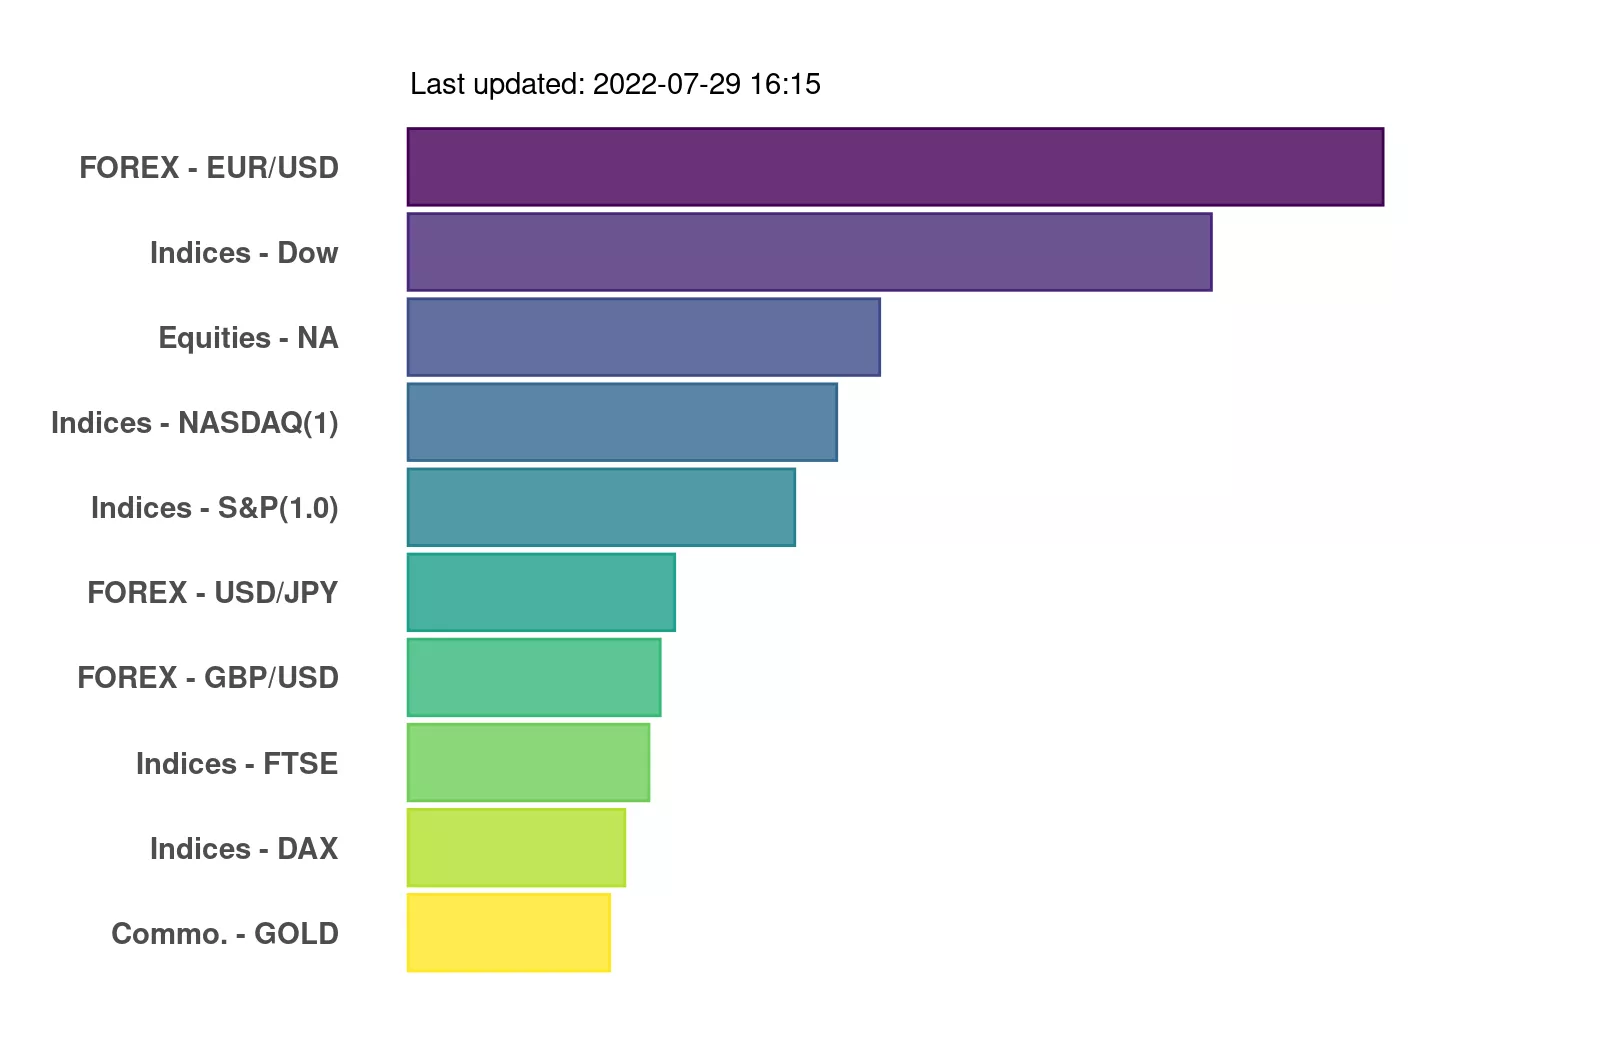 Last updated: 2022-07-29 16:15
FOREX - EUR/USD
Indices - Dow
Equities - NA
Indices - NASDAQ(1)
Indices - S&P(1.0)
FOREX - USD/JPY
FOREX - GBP/USD
Indices - FTSE
Indices - DAX
Commo. - GOLD